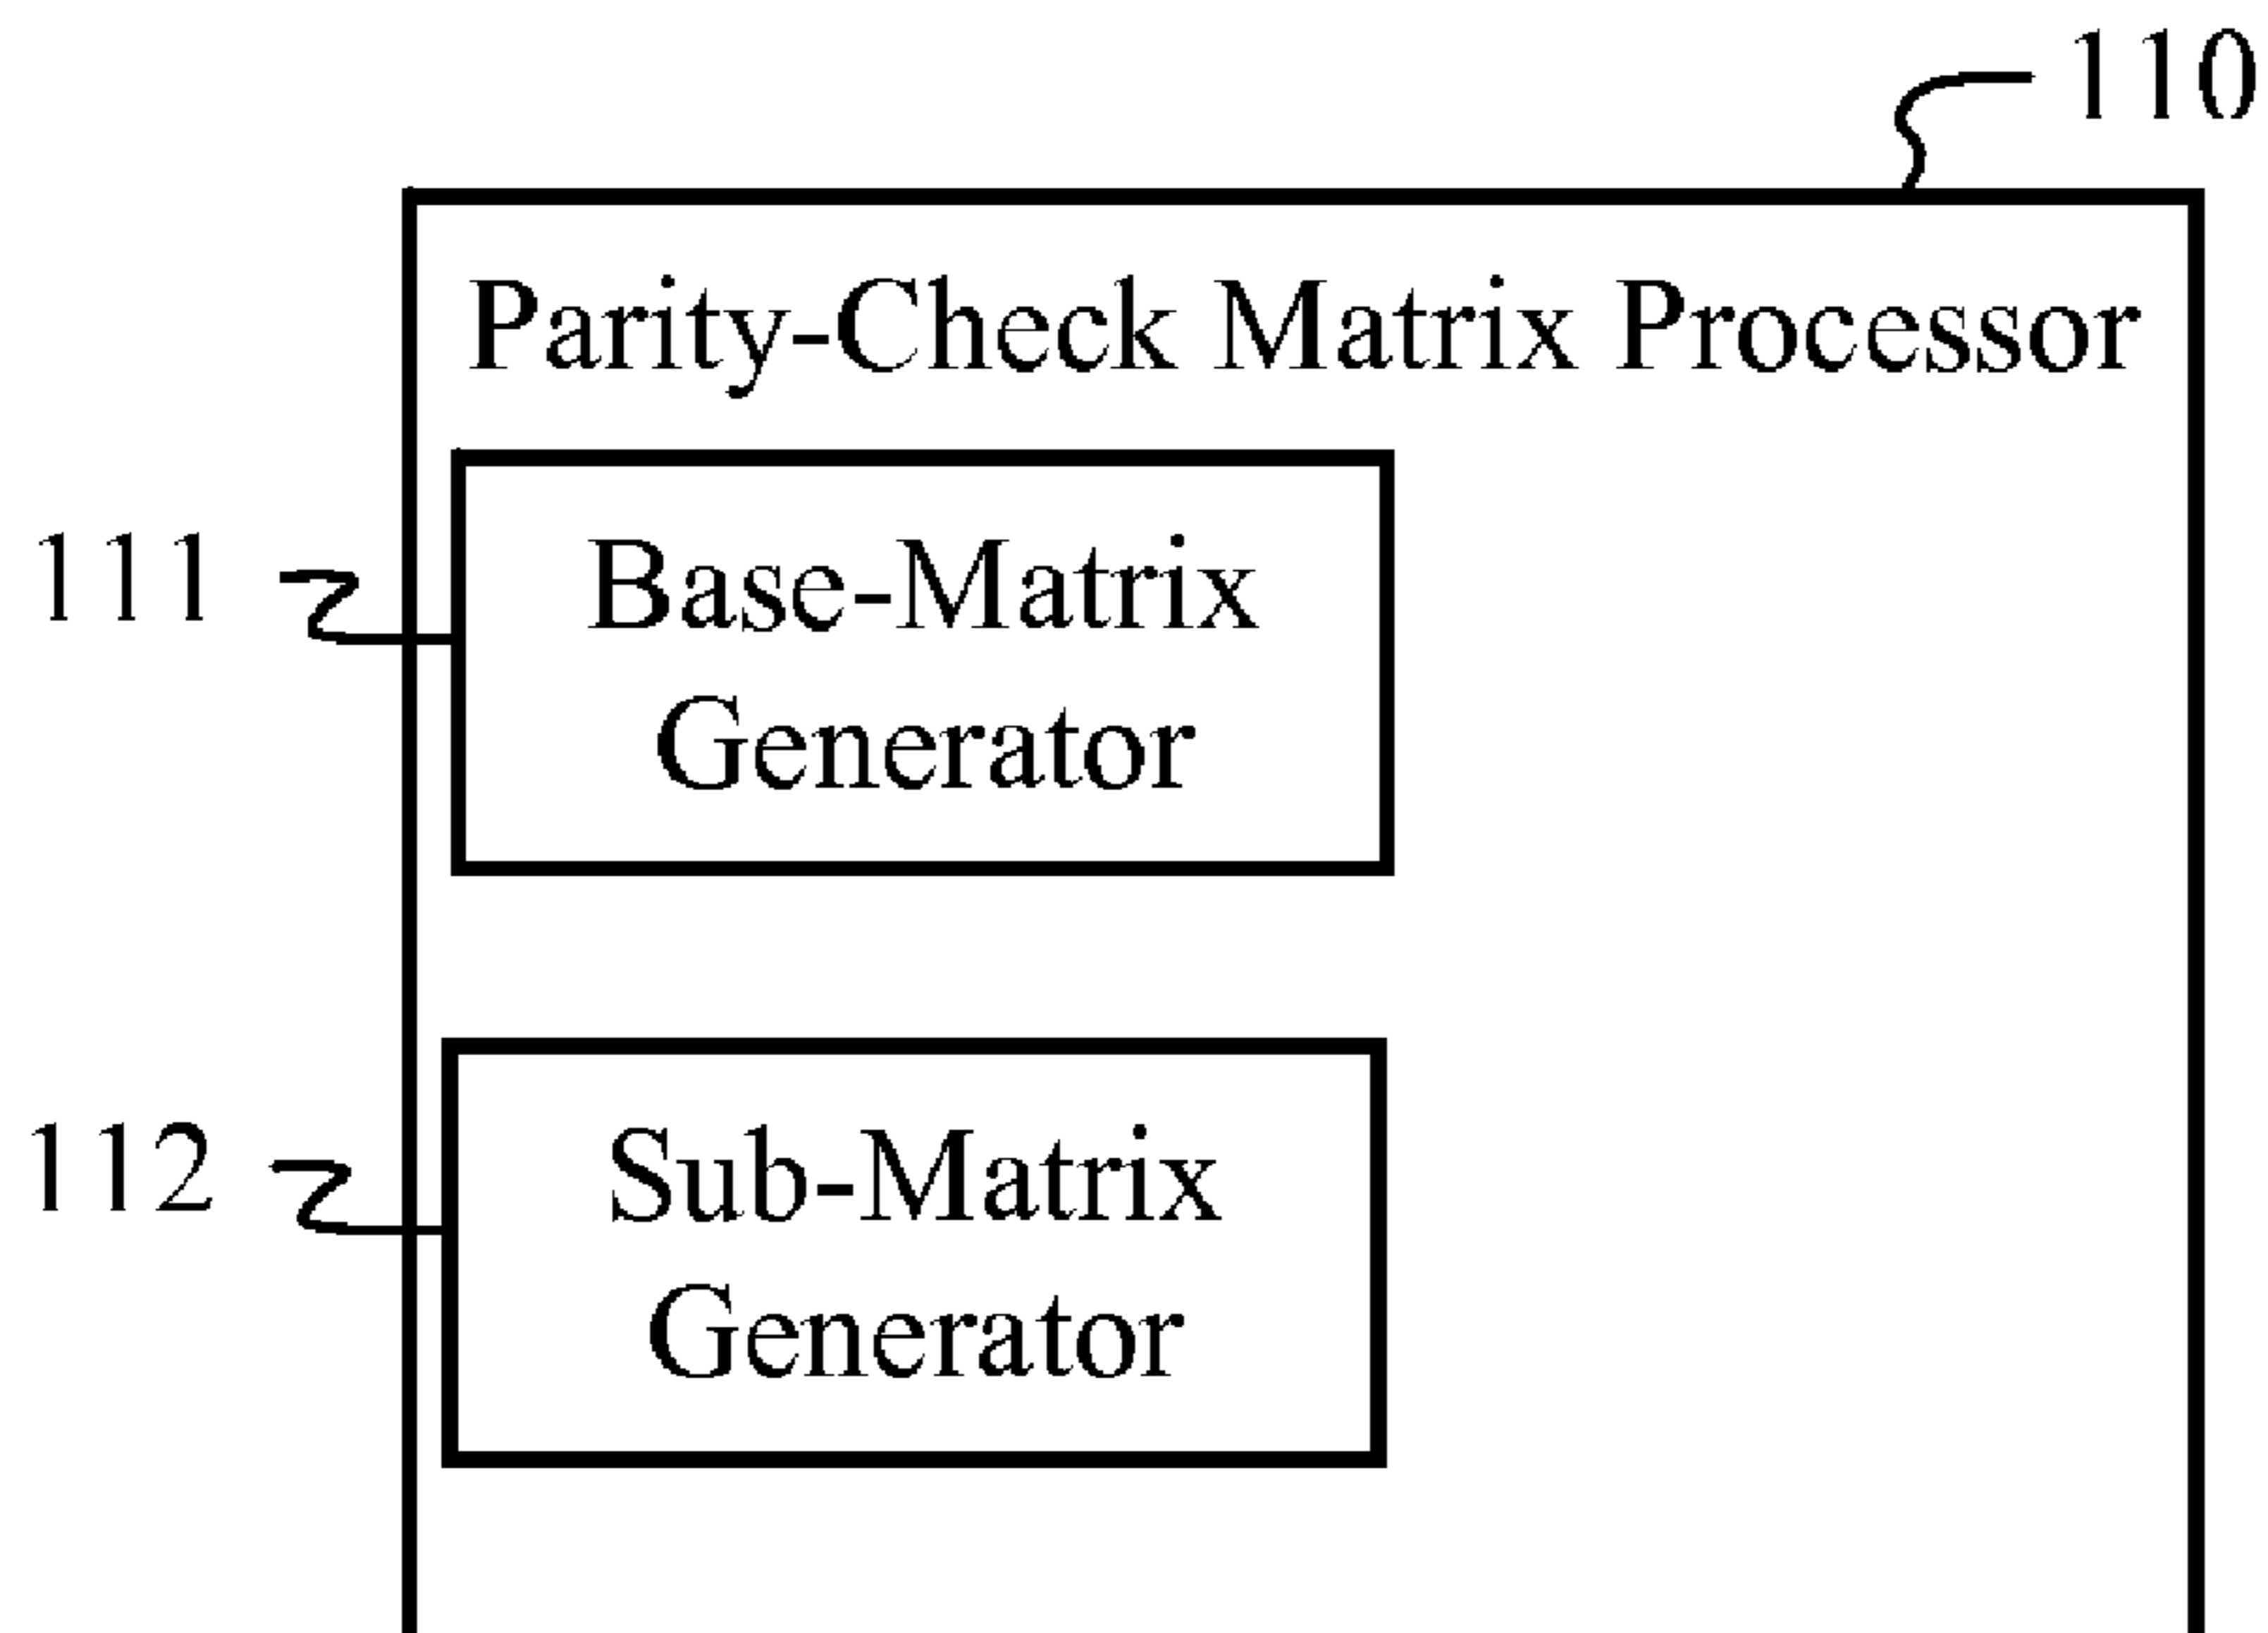 110
Parity-Check Matrix Processor
111
Base-Matrix
Generator
112
Sub-Matrix
Generator